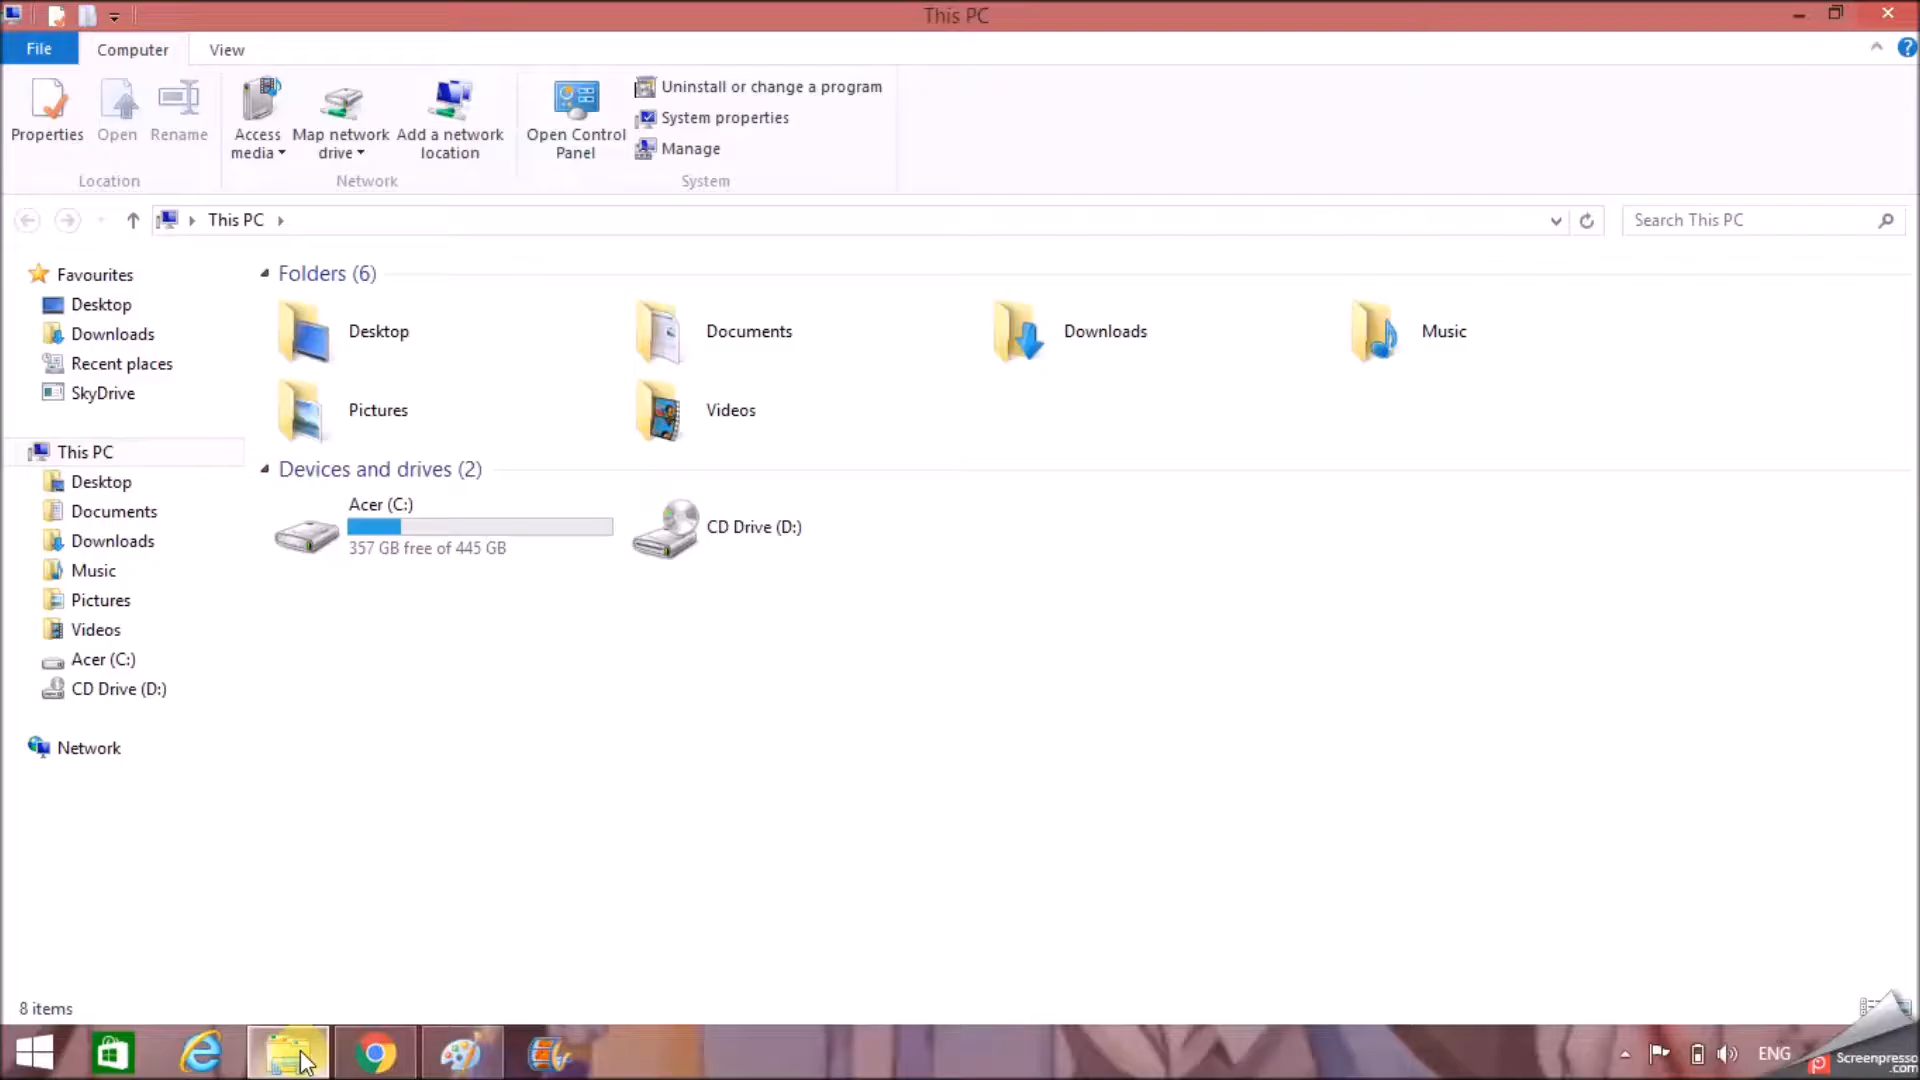 This PC
File
Computer
View
Properties
Open
Rename
Access media
Map network drive
Add a network location
Open Control Panel
Uninstall or change a program
System properties
Manage
Location
Network
System
This PC
Search This PC
Favourites
Desktop
Downloads
Recent places
SkyDrive
This PC
Desktop
Documents
Downloads
Music
Pictures
Videos
Acer (C:)
CD Drive (D:)
Network
Folders (6)
Desktop
Documents
Downloads
Music
Pictures
Videos
Devices and drives (2)
Acer (C:)
357 GB free of 445 GB
CD Drive (D:)
8 items
ENG
Screenpresso
.com